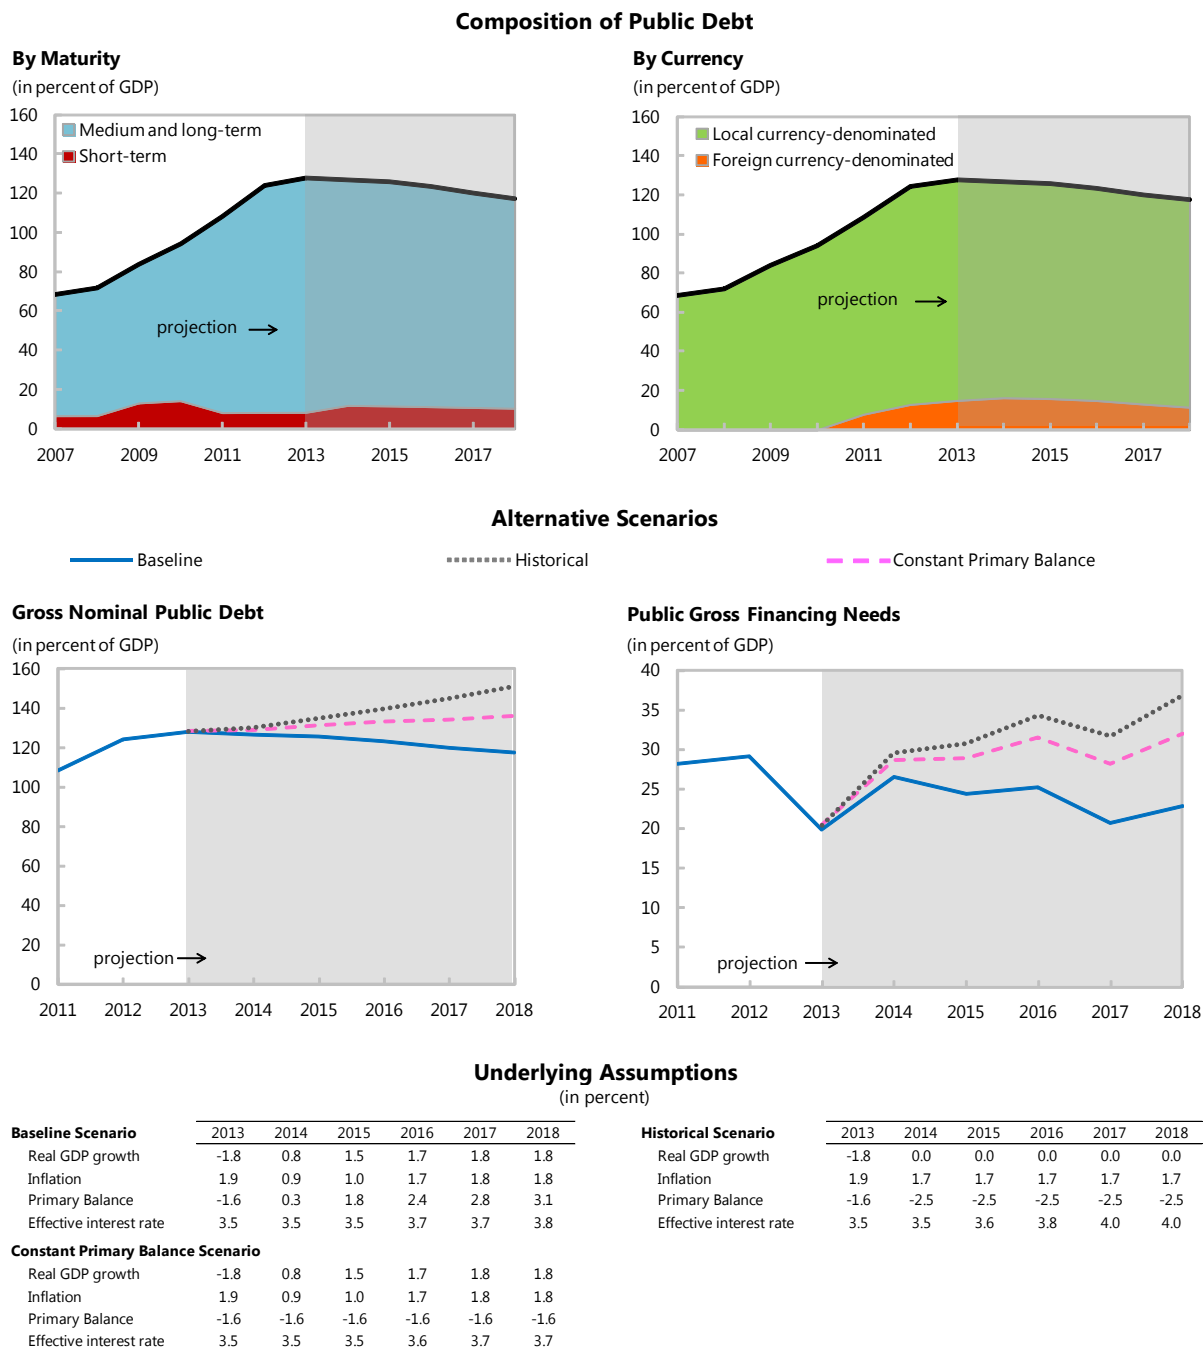 Composition of Public Debt
By Maturity
(in percent of GDP)
160
140
120
100
80
60
40
20
0
Medium and long-term
Short-term
projection
2007 2009 2011 2013 2015 2017
By Currency
(in percent of GDP)
160
140
120
100
80
60
40
20
0
Local currency-denominated
Foreign currency-denominated
projection
2007 2009 2011 2013 2015 2017
Alternative Scenarios
Baseline Historical Constant Primary Balance
Gross Nominal Public Debt
(in percent of GDP)
160
140
120
100
80
60
40
20
0
projection
2011 2012 2013 2014 2015 2016 2017 2018
Public Gross Financing Needs
(in percent of GDP)
40
35
30
25
20
15
10
5
0
projection
2011 2012 2013 2014 2015 2016 2017 2018
Underlying Assumptions
(in percent)
Baseline Scenario 2013 2014 2015 2016 2017 2018
Real GDP growth -1.8 0.8 1.5 1.7 1.8 1.8
Inflation 1.9 0.9 1.0 1.7 1.8 1.8
Primary Balance -1.6 0.3 1.8 2.4 2.8 3.1
Effective interest rate 3.5 3.5 3.5 3.7 3.7 3.8
Constant Primary Balance Scenario
Real GDP growth -1.8 0.8 1.5 1.7 1.8 1.8
Inflation 1.9 0.9 1.0 1.7 1.8 1.8
Primary Balance -1.6 -1.6 -1.6 -1.6 -1.6 -1.6
Effective interest rate 3.5 3.5 3.5 3.6 3.7 3.7
Historical Scenario 2013 2014 2015 2016 2017 2018
Real GDP growth -1.8 0.0 0.0 0.0 0.0 0.0
Inflation 1.9 1.7 1.7 1.7 1.7 1.7
Primary Balance -1.6 -2.5 -2.5 -2.5 -2.5 -2.5
Effective interest rate 3.5 3.5 3.6 3.8 4.0 4.0